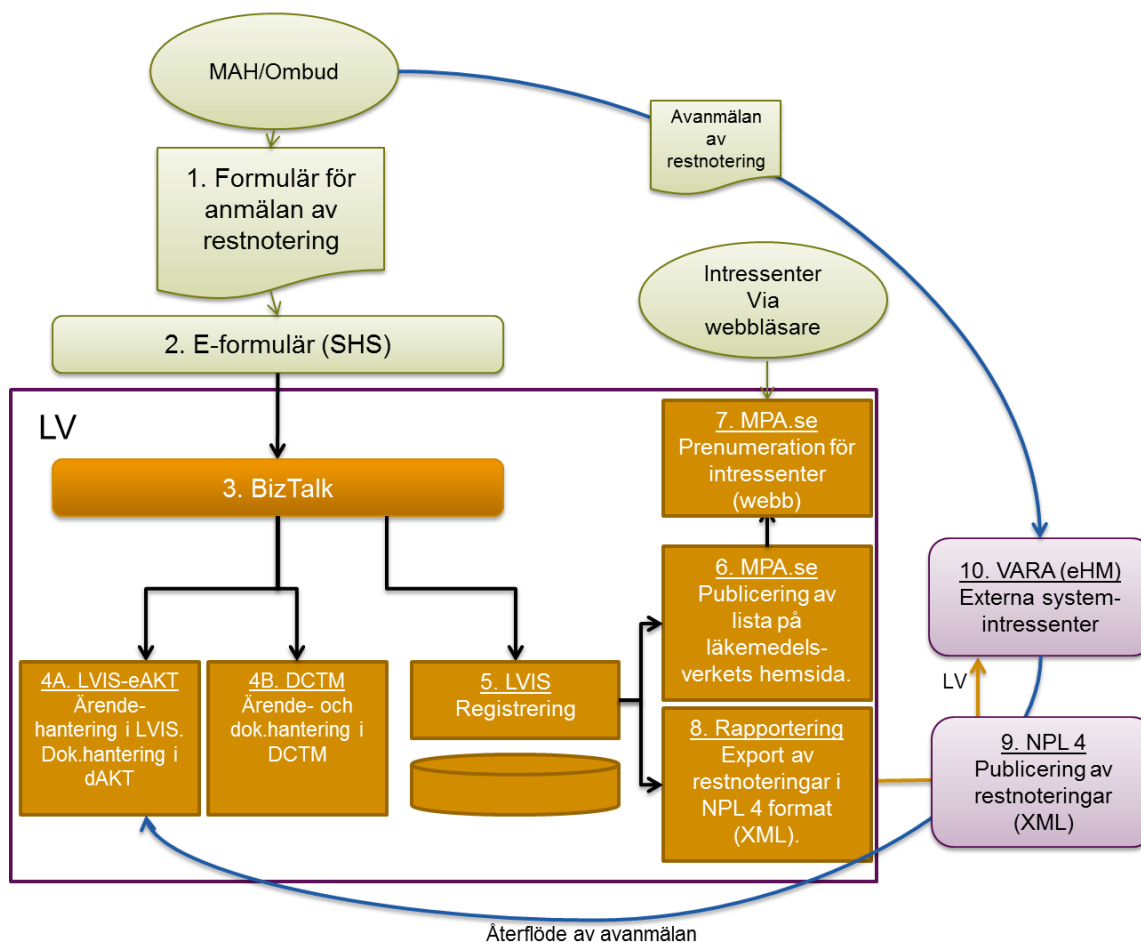 MAH/Ombud
Avanmälan
av
restnotering
1. Formulär för
anmälan av
restnotering
Intressenter
Via
webbläsare
2. E-formulär (SHS)
LV
3. BizTalk
7. MPA.se
Prenumeration för
intressenter
(webb)
6. MPA.se
Publicering av
lista på
läkemedels-
verkets hemsida.
10. VARA (eHM)
Externa system-
intressenter
LV
4A. LVIS-eAKT
Ärende-
hantering i LVIS.
Dok.hantering i
dAKT
4B. DCTM
Ärende- och
dok.hantering i
DCTM
5. LVIS
Registrering
8. Rapportering
Export av
restnoteringar i
NPL 4 format
(XML).
9. NPL 4
Publicering av
restnoteringar
(XML)
Återflöde av avanmälan